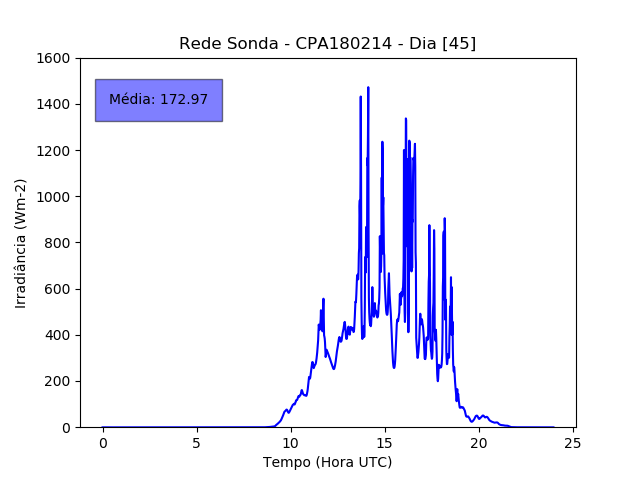 Rede Sonda - CPA180214 - Dia [45]
1600
1400
1200
1000
800
600
400
200
0
Média: 172.97
Irradiância (Wm-2)
0 5 10 15 20 25
Tempo (Hora UTC)